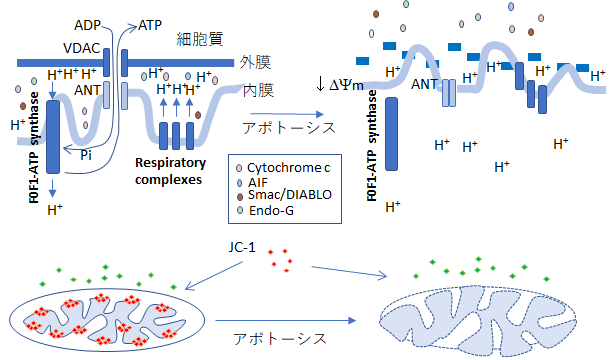 ADP
ATP
細胞質
VDAC
外膜
H⁺H⁺ H⁺
H⁺
H⁺
ANT
H⁺H⁺ H⁺
内膜
H⁺
F0F1-ATP synthase
Pi
Respiratory
complexes
H⁺
アポトーシス
↓ΔΨm
H⁺
H⁺
H⁺
H⁺
ANT
F0F1-ATP synthase
H⁺
H⁺
H⁺
H⁺
H⁺
Cytochrome c
AIF
Smac/DIABLO
Endo-G
JC-1
アポトーシス